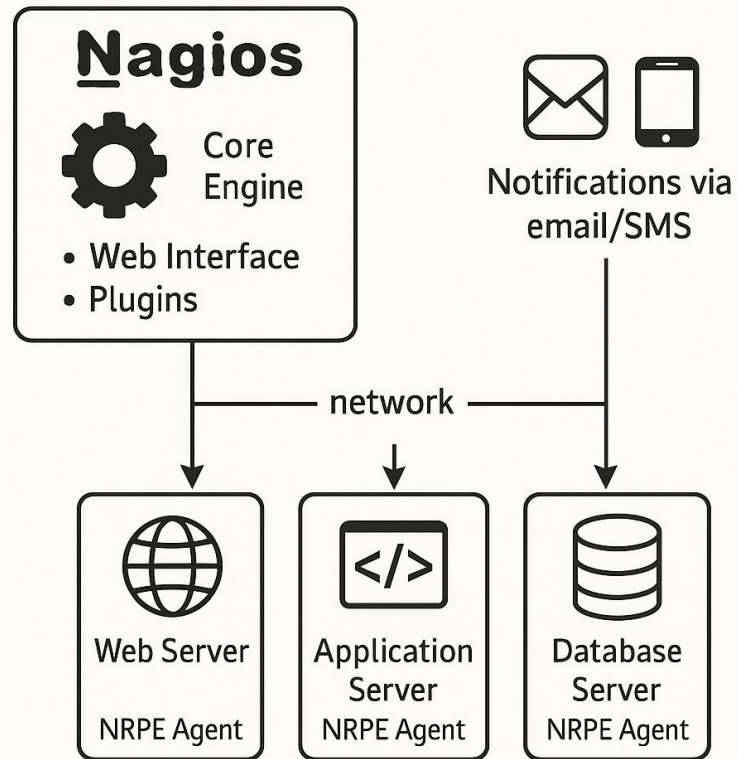 Nagios
Core
Engine
• Web Interface
• Plugins
Notifications via
email/SMS
network
</>
Web Server
NRPE Agent
Application
Server
NRPE Agent
Database
Server
NRPE Agent